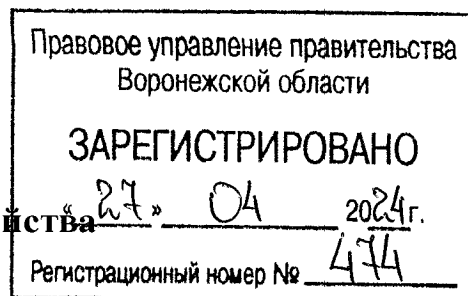 Правовое управление правительства
Воронежской области
ЗАРЕГИСТРИРОВАНО
йства « 27 » 04 2024г.
Регистрационный номер № 474